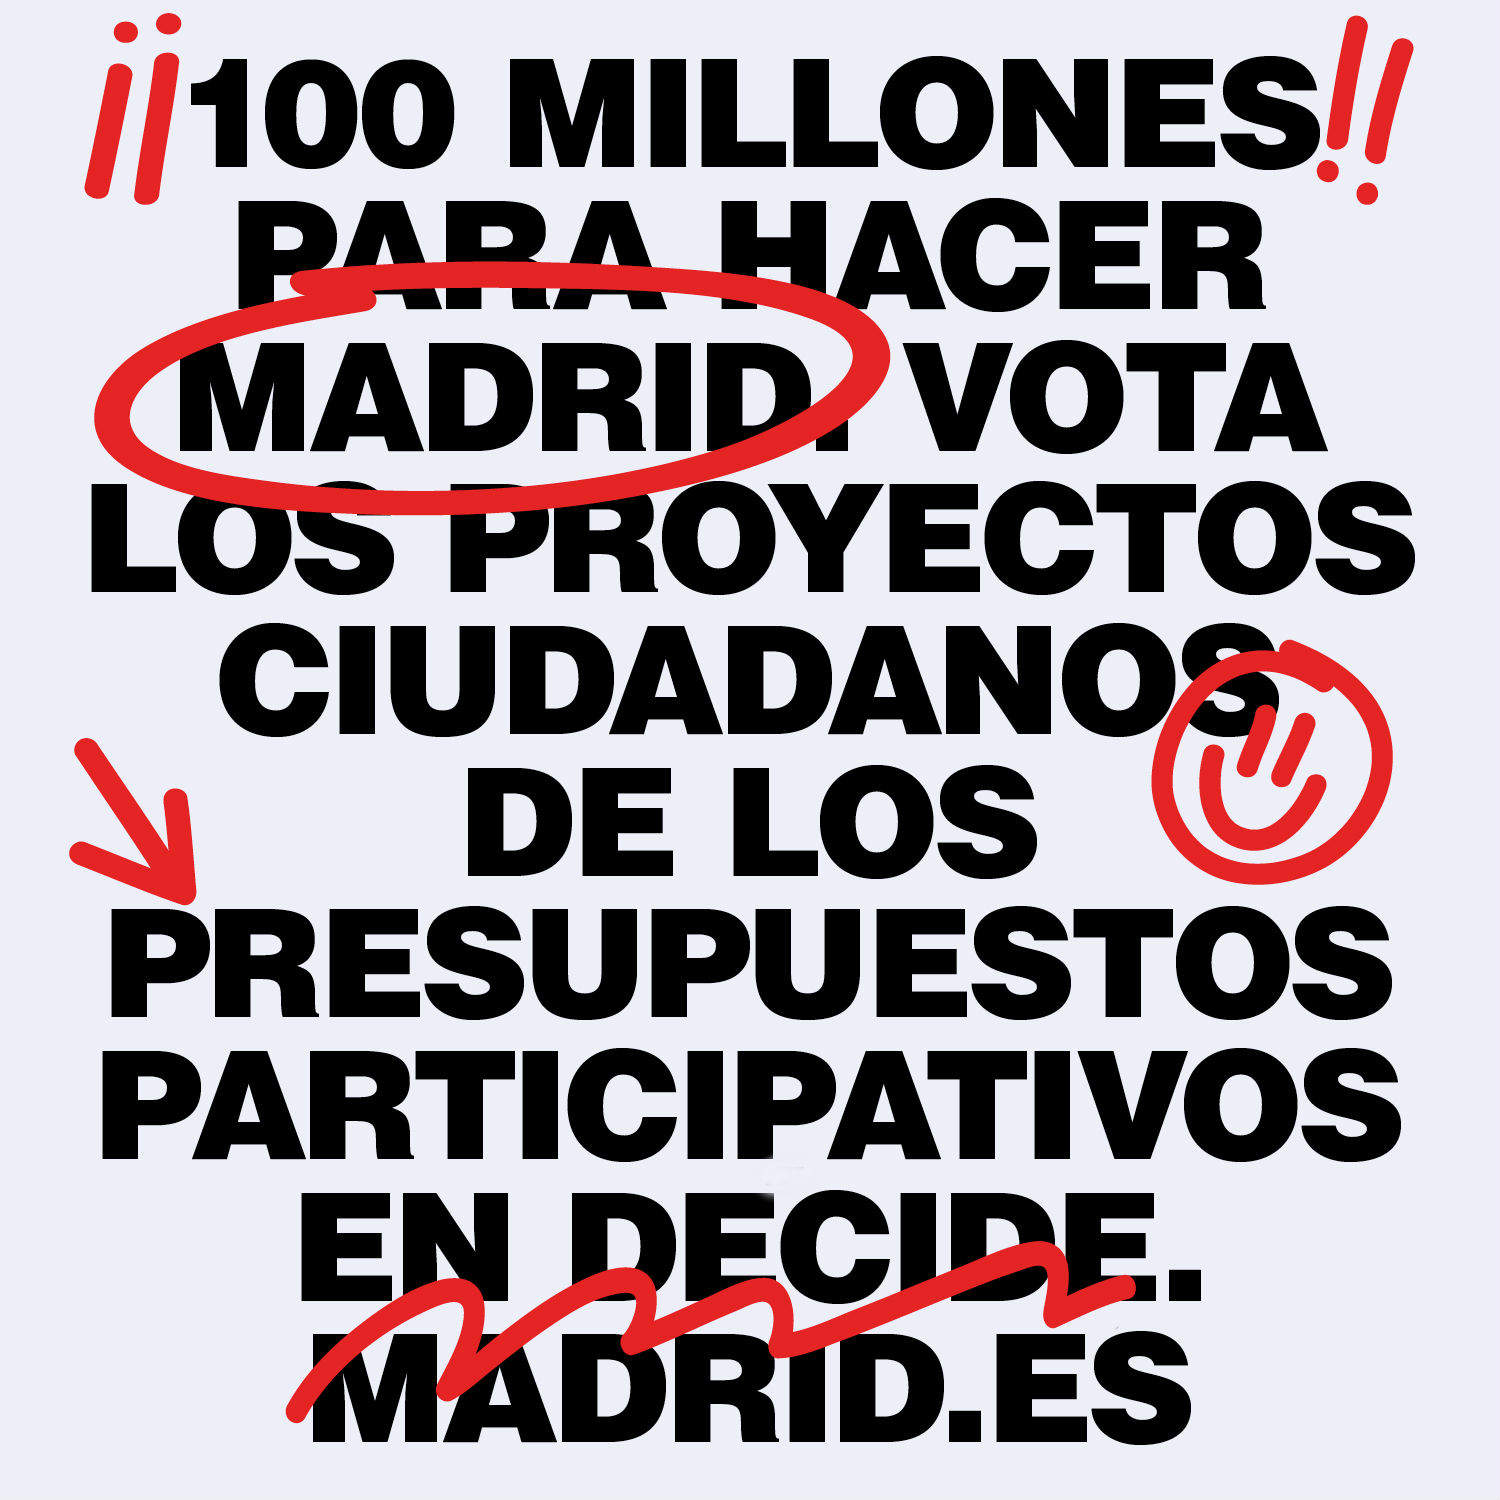 ¡¡100 MILLONES!!
PARA HACER
MADRID. VOTA
LOS PROYECTOS
CIUDADANOS
DE LOS
PRESUPUESTOS
PARTICIPATIVOS
EN DECIDE.
MADRID.ES